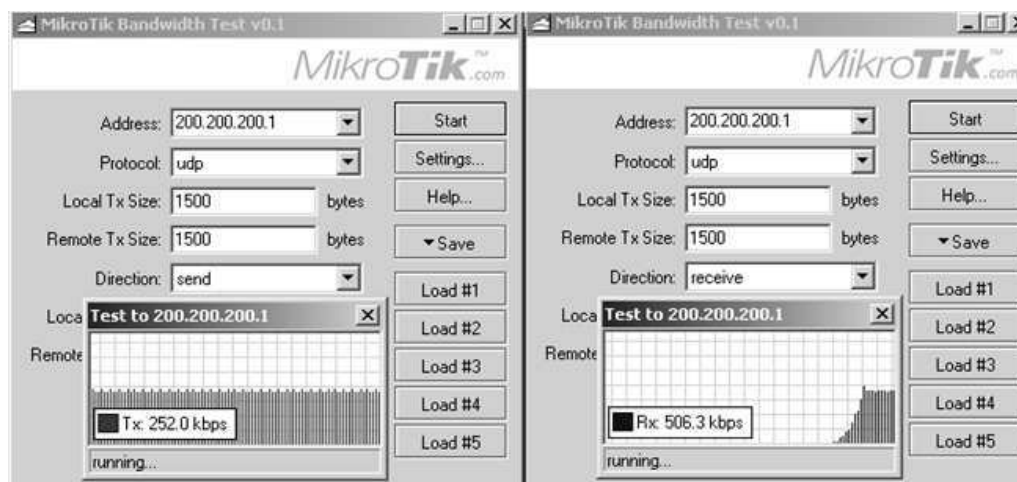 MikroTik Bandwidth Test v0.1
MikroTik™.com
Address: 200.200.200.1
Start
Protocol: udp
Settings...
Local Tx Size: 1500 bytes
Help...
Remote Tx Size: 1500 bytes
Save
Direction: send
Load #1
Loca
Test to 200.200.200.1
Load #2
Remote
Load #3
Tx: 252.0 kbps
Load #4
Load #5
running...
MikroTik Bandwidth Test v0.1
MikroTik™.com
Address: 200.200.200.1
Start
Protocol: udp
Settings...
Local Tx Size: 1500 bytes
Help...
Remote Tx Size: 1500 bytes
Save
Direction: receive
Load #1
Loca
Test to 200.200.200.1
Load #2
Remote
Load #3
Rx: 506.3 kbps
Load #4
Load #5
running...